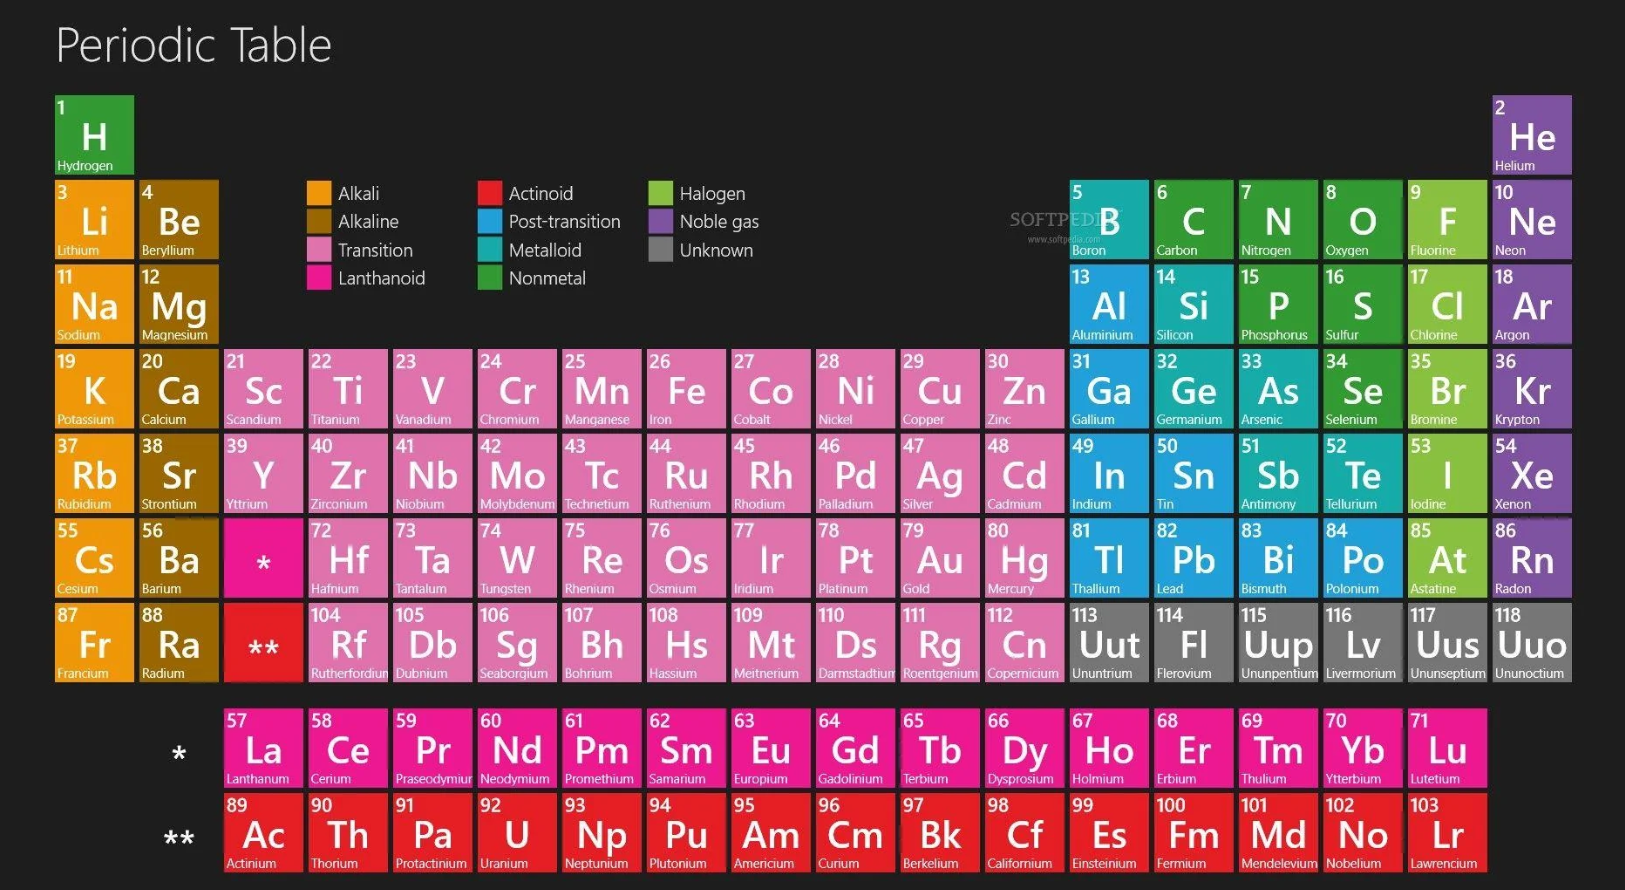 Periodic Table
1 H Hydrogen
2 He Helium
3 Li Lithium
4 Be Beryllium
Alkali
Alkaline
Transition
Lanthanoid
Actinoid
Post-transition
Metalloid
Nonmetal
Halogen
Noble gas
Unknown
SOFTPEDIA
www.softpedia.com
5 B Boron
6 C Carbon
7 N Nitrogen
8 O Oxygen
9 F Fluorine
10 Ne Neon
11 Na Sodium
12 Mg Magnesium
13 Al Aluminium
14 Si Silicon
15 P Phosphorus
16 S Sulfur
17 Cl Chlorine
18 Ar Argon
19 K Potassium
20 Ca Calcium
21 Sc Scandium
22 Ti Titanium
23 V Vanadium
24 Cr Chromium
25 Mn Manganese
26 Fe Iron
27 Co Cobalt
28 Ni Nickel
29 Cu Copper
30 Zn Zinc
31 Ga Gallium
32 Ge Germanium
33 As Arsenic
34 Se Selenium
35 Br Bromine
36 Kr Krypton
37 Rb Rubidium
38 Sr Strontium
39 Y Yttrium
40 Zr Zirconium
41 Nb Niobium
42 Mo Molybdenum
43 Tc Technetium
44 Ru Ruthenium
45 Rh Rhodium
46 Pd Palladium
47 Ag Silver
48 Cd Cadmium
49 In Indium
50 Sn Tin
51 Sb Antimony
52 Te Tellurium
53 I Iodine
54 Xe Xenon
55 Cs Cesium
56 Ba Barium
*
72 Hf Hafnium
73 Ta Tantalum
74 W Tungsten
75 Re Rhenium
76 Os Osmium
77 Ir Iridium
78 Pt Platinum
79 Au Gold
80 Hg Mercury
81 Tl Thallium
82 Pb Lead
83 Bi Bismuth
84 Po Polonium
85 At Astatine
86 Rn Radon
87 Fr Francium
88 Ra Radium
**
104 Rf Rutherfordiun
105 Db Dubnium
106 Sg Seaborgium
107 Bh Bohrium
108 Hs Hassium
109 Mt Meitnerium
110 Ds Darmstadtium
111 Rg Roentgenium
112 Cn Copernicium
113 Uut Ununtrium
114 Fl Flerovium
115 Uup Ununpentium
116 Lv Livermorium
117 Uus Ununseptium
118 Uuo Ununoctium
*
57 La Lanthanum
58 Ce Cerium
59 Pr Praseodymiur
60 Nd Neodymium
61 Pm Promethium
62 Sm Samarium
63 Eu Europium
64 Gd Gadolinium
65 Tb Terbium
66 Dy Dysprosium
67 Ho Holmium
68 Er Erbium
69 Tm Thulium
70 Yb Ytterbium
71 Lu Lutetium
**
89 Ac Actinium
90 Th Thorium
91 Pa Protactinium
92 U Uranium
93 Np Neptunium
94 Pu Plutonium
95 Am Americium
96 Cm Curium
97 Bk Berkelium
98 Cf Californium
99 Es Einsteinium
100 Fm Fermium
101 Md Mendelevium
102 No Nobelium
103 Lr Lawrencium